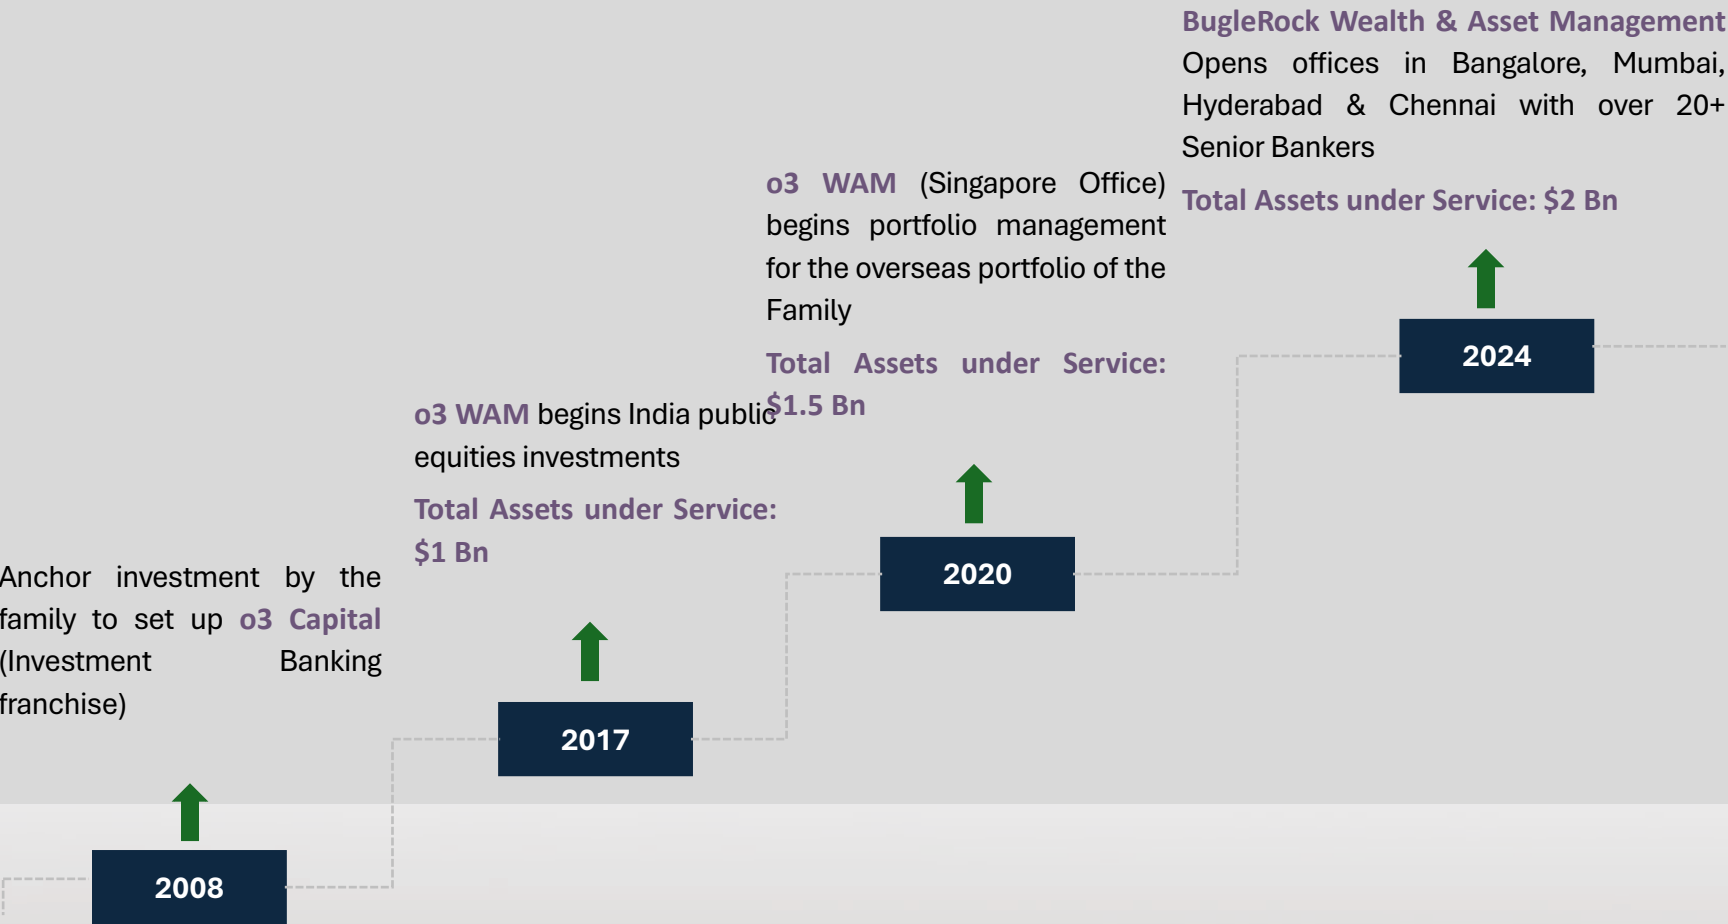 BugleRock Wealth & Asset Management
Opens offices in Bangalore, Mumbai,
Hyderabad & Chennai with over 20+
Senior Bankers
Total Assets under Service: $2 Bn
2024
o3 WAM (Singapore Office)
begins portfolio management
for the overseas portfolio of the
Family
Total Assets under Service:
$1.5 Bn
2020
o3 WAM begins India public
equities investments
Total Assets under Service:
$1 Bn
2017
Anchor investment by the
family to set up o3 Capital
(Investment Banking
franchise)
2008